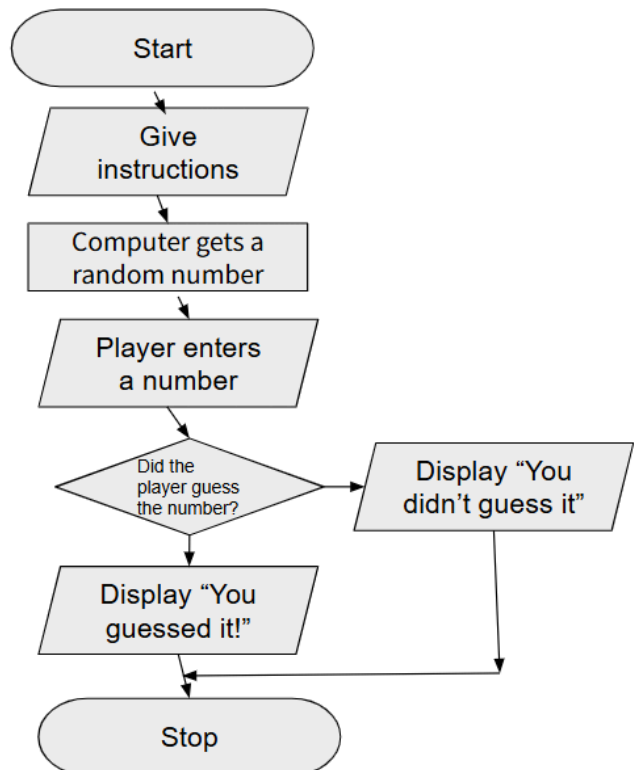 Start
Give
instructions
Computer gets a
random number
Player enters
a number
Did the
player guess
the number?
Display “You
didn’t guess it”
Display “You
guessed it!”
Stop